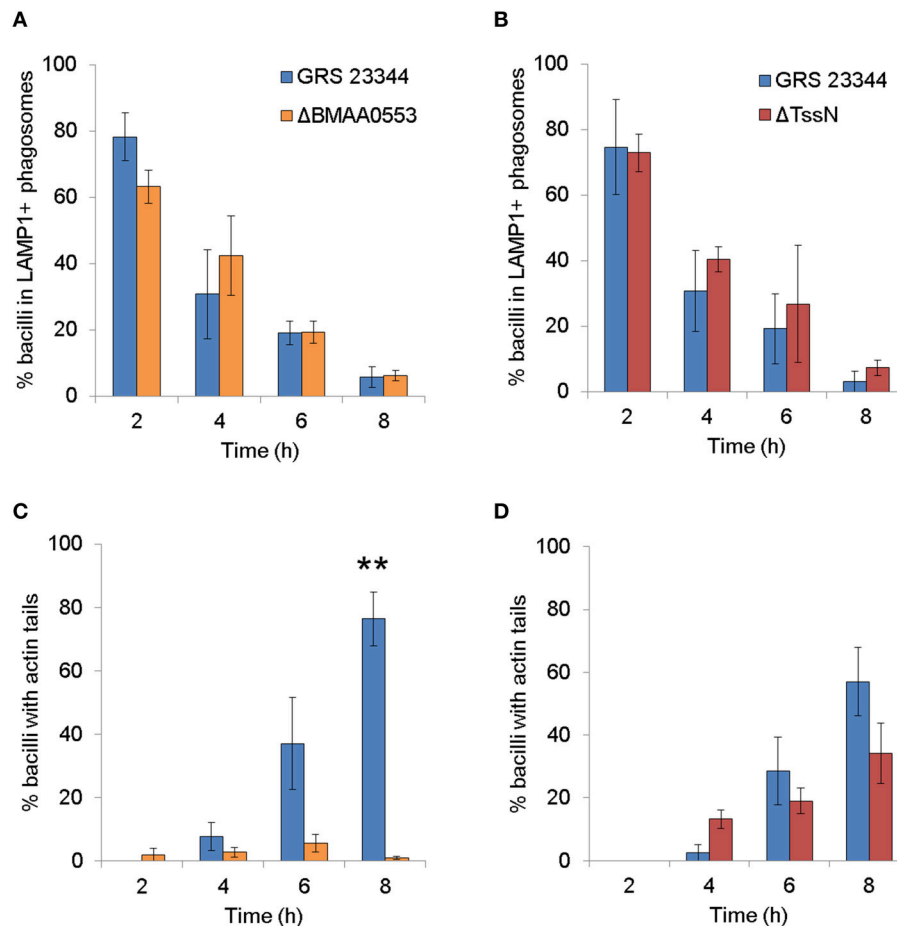 A
100
80
60
40
20
0
% bacilli in LAMP1+ phagosomes
GRS 23344
ΔBMAA0553
2 4 6 8
Time (h)
B
100
80
60
40
20
0
% bacilli in LAMP1+ phagosomes
GRS 23344
ΔTssN
2 4 6 8
Time (h)
C
100
80
60
40
20
0
% bacilli with actin tails
**
2 4 6 8
Time (h)
D
100
80
60
40
20
0
% bacilli with actin tails
2 4 6 8
Time (h)